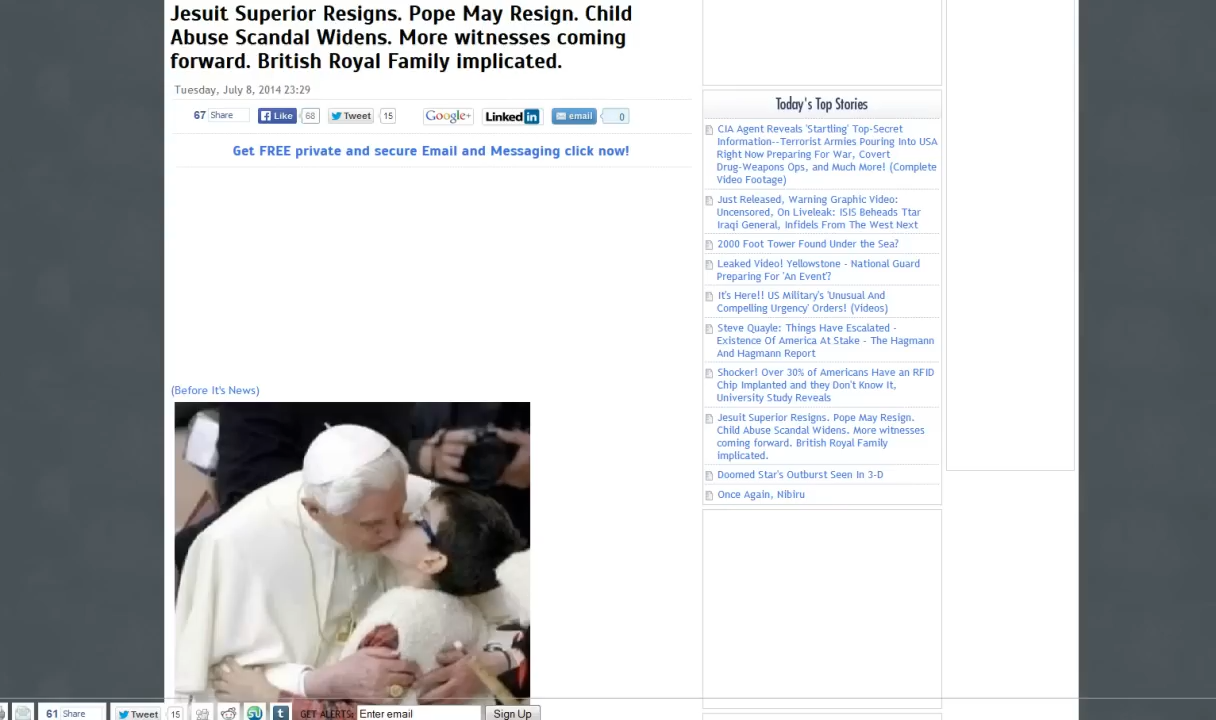 Jesuit Superior Resigns. Pope May Resign. Child
Abuse Scandal Widens. More witnesses coming
forward. British Royal Family implicated.
Tuesday, July 8, 2014 23:29
67 Share Like 68 Tweet 15 Google+ Linked in email 0
Get FREE private and secure Email and Messaging click now!
(Before It's News)
Today's Top Stories
CIA Agent Reveals 'Startling' Top-Secret
Information--Terrorist Armies Pouring Into USA
Right Now Preparing For War, Covert
Drug-Weapons Ops, and Much More! (Complete
Video Footage)
Just Released, Warning Graphic Video:
Uncensored, On Liveleak: ISIS Beheads Ttar
Iraqi General, Infidels From The West Next
2000 Foot Tower Found Under the Sea?
Leaked Video! Yellowstone - National Guard
Preparing For 'An Event'?
It's Here!! US Military's 'Unusual And
Compelling Urgency' Orders! (Videos)
Steve Quayle: Things Have Escalated -
Existence Of America At Stake - The Hagmann
And Hagmann Report
Shocker! Over 30% of Americans Have an RFID
Chip Implanted and they Don't Know It,
University Study Reveals
Jesuit Superior Resigns. Pope May Resign.
Child Abuse Scandal Widens. More witnesses
coming forward. British Royal Family
implicated.
Doomed Star's Outburst Seen In 3-D
Once Again, Nibiru
61 Share Tweet 15 GET ALERTS: Enter email Sign Up